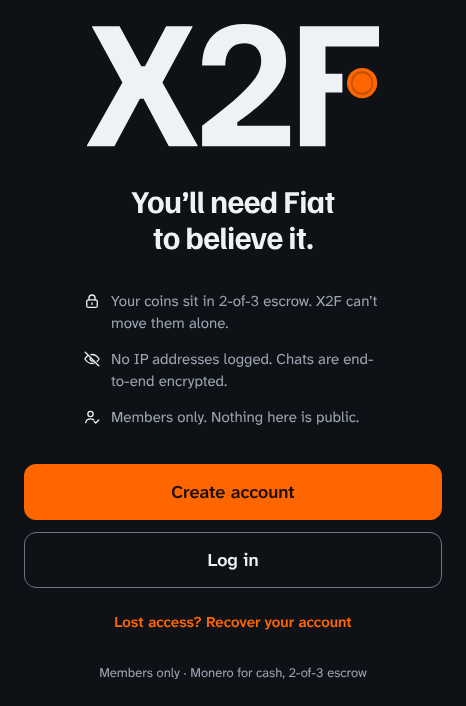 X2F
You’ll need Fiat
to believe it.
Your coins sit in 2-of-3 escrow. X2F can’t
move them alone.
No IP addresses logged. Chats are end-
to-end encrypted.
Members only. Nothing here is public.
Create account
Log in
Lost access? Recover your account
Members only · Monero for cash, 2-of-3 escrow